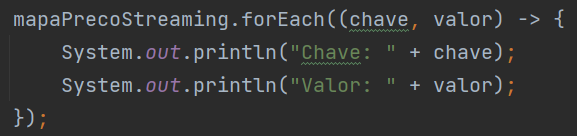 mapaPrecoStreaming.forEach((chave, valor) -> {
    System.out.println("Chave: " + chave);
    System.out.println("Valor: " + valor);
});